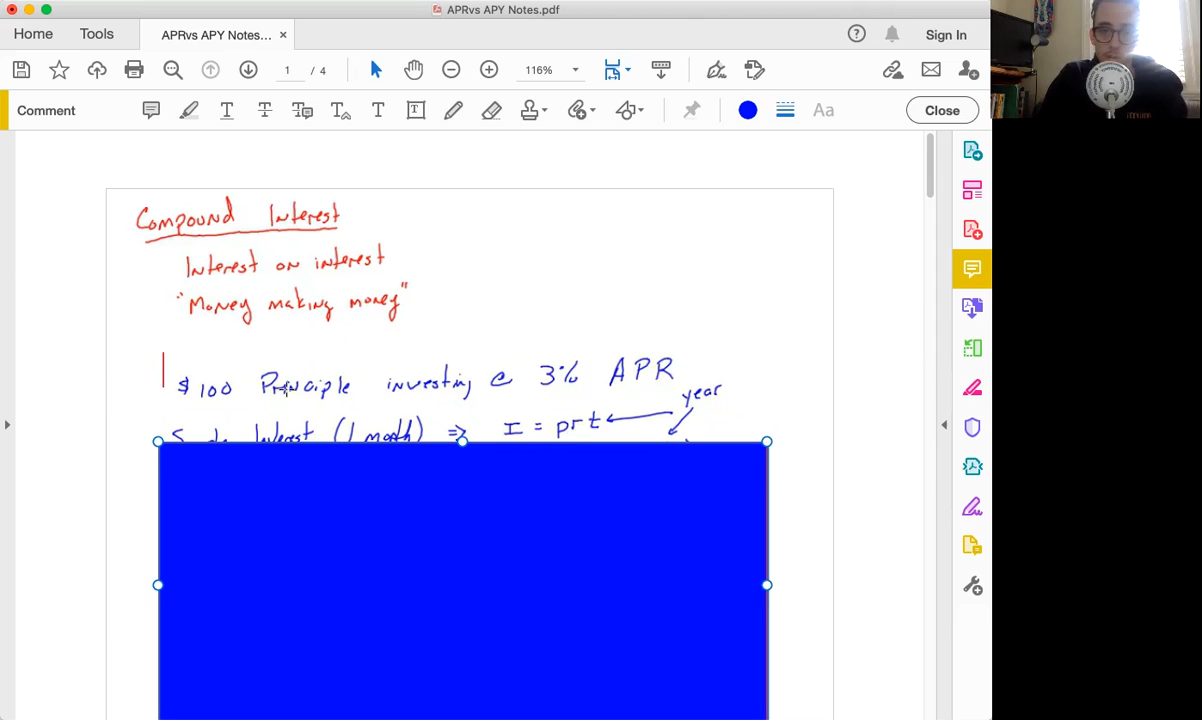 APRvs APY Notes.pdf
Home Tools APRvs APY Notes... × Sign In
1 / 4 116%
Comment Close
Aa
Compound Interest
Interest on interest
"Money making money"
$100 Principle investing @ 3% APR
year
Interest (1 month) ⇒ I = prt